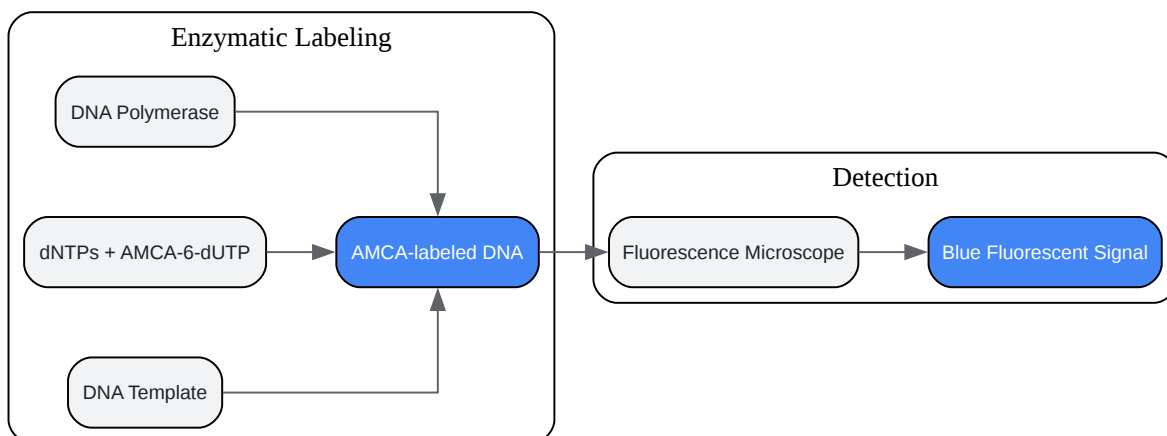 Enzymatic Labeling
DNA Polymerase
dNTPs + AMCA-6-dUTP
AMCA-labeled DNA
DNA Template
Detection
Fluorescence Microscope
Blue Fluorescent Signal